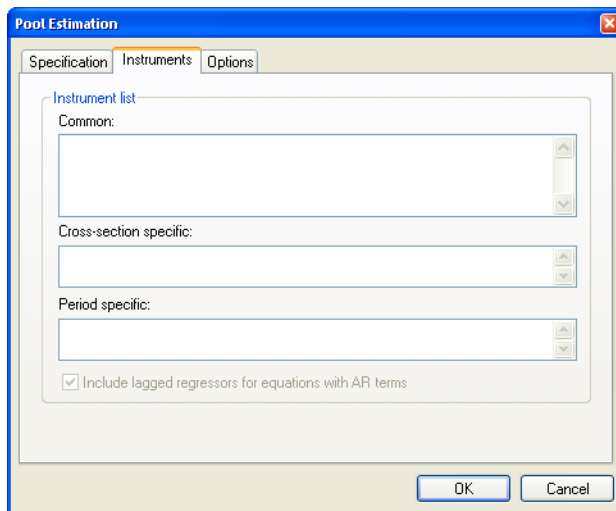 Pool Estimation
Specification Instruments Options
Instrument list
Common:
Cross-section specific:
Period specific:
Include lagged regressors for equations with AR terms
OK Cancel